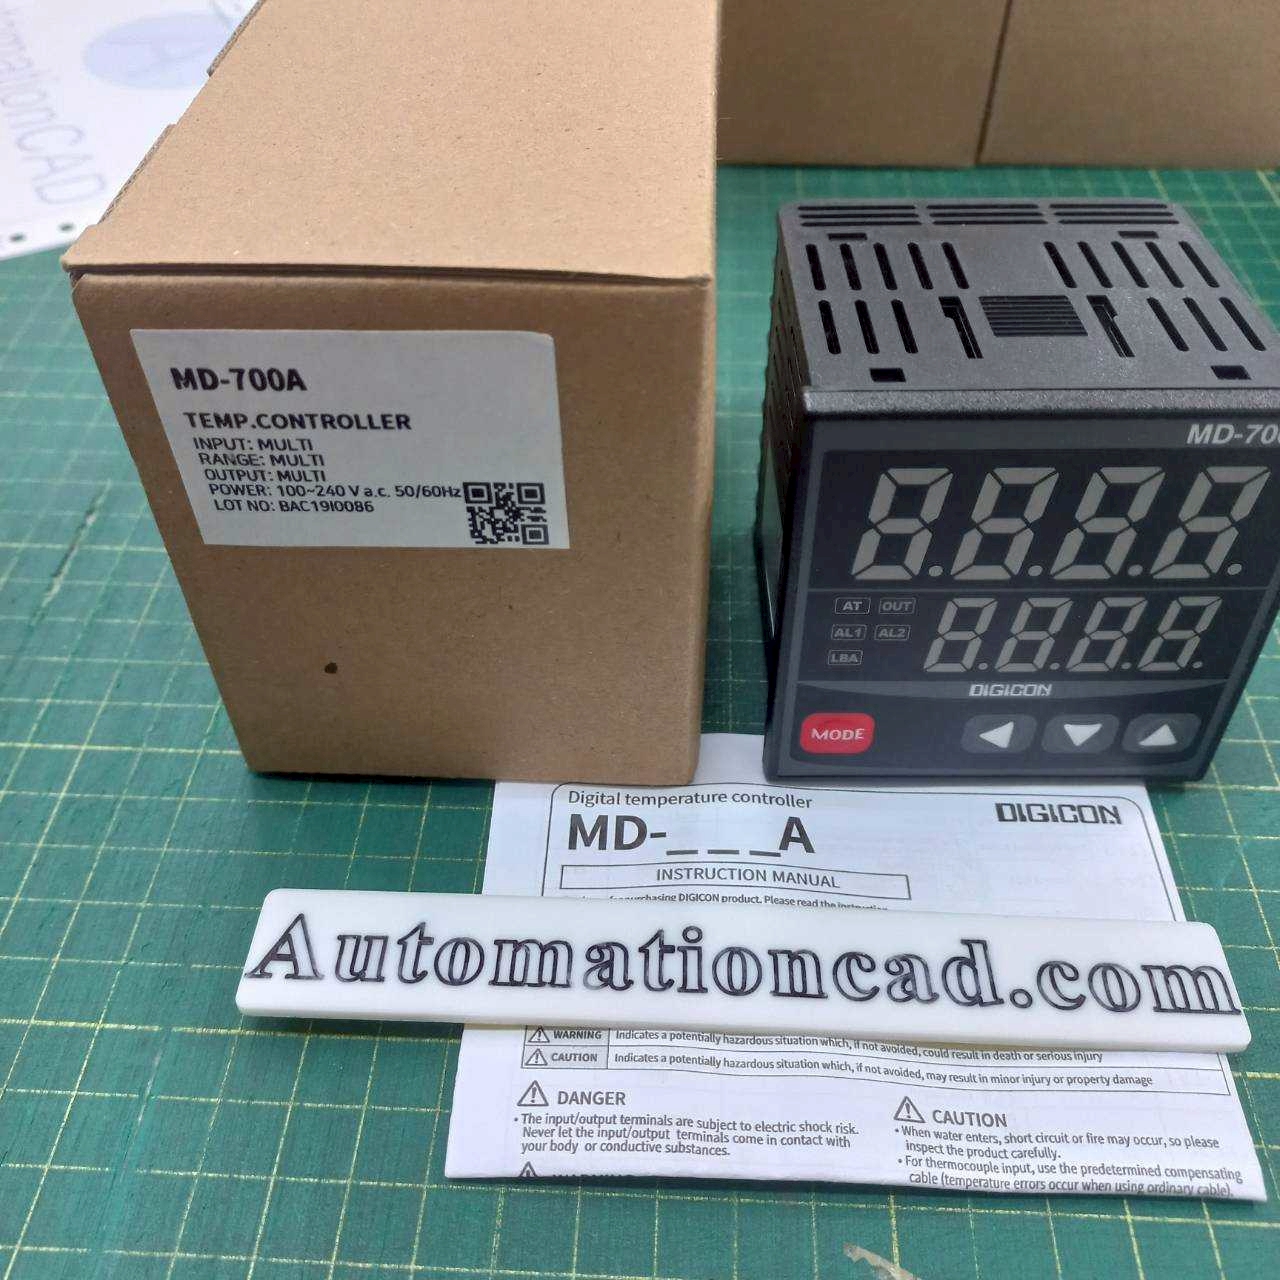 MD-700A
TEMP.CONTROLLER
INPUT: MULTI
RANGE: MULTI
OUTPUT: MULTI
POWER: 100~240 V a.c. 50/60Hz
LOT NO: BAC19I0086
MD-700
8.8.8.8.
AT OUT
AL1 AL2
LBA
8.8.8.8.
DIGICON
MODE
Digital temperature controller
DIGICON
MD-_ _ _A
INSTRUCTION MANUAL
purchasing DIGICON product. Please read the
Automationcad.com
WARNING Indicates a potentially hazardous situation which, if not avoided, could result in death or serious injury
CAUTION Indicates a potentially hazardous situation which, if not avoided, may result in minor injury or property damage
DANGER
• The input/output terminals are subject to electric shock risk.
Never let the input/output terminals come in contact with
your body or conductive substances.
CAUTION
• When water enters, short circuit or fire may occur, so please
inspect the product carefully.
• For thermocouple input, use the predetermined compensating
cable (temperature errors occur when using ordinary cable).